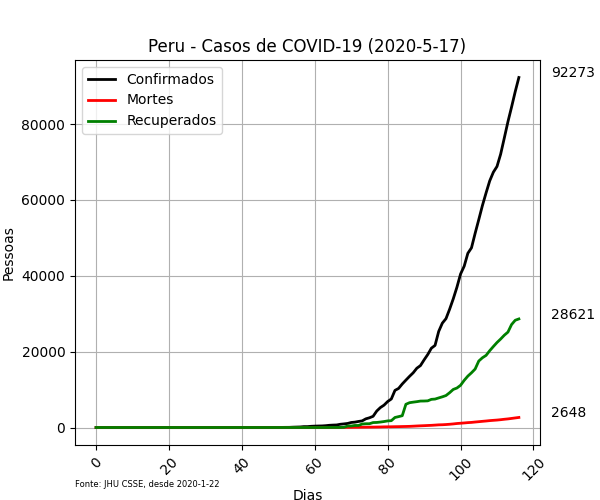 Peru - Casos de COVID-19 (2020-5-17)
Confirmados
Mortes
Recuperados
92273
28621
2648
Pessoas
80000
60000
40000
20000
0
0 20 40 60 80 100 120
Fonte: JHU CSSE, desde 2020-1-22
Dias